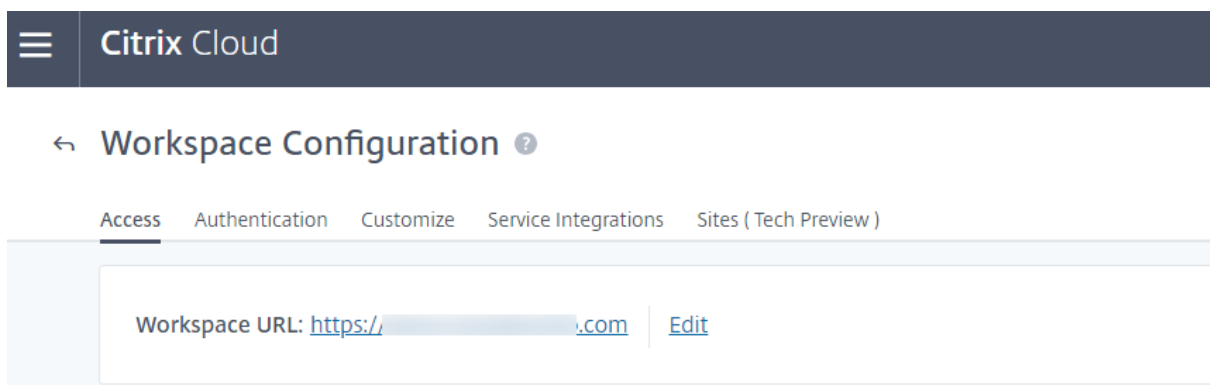 Citrix Cloud
Workspace Configuration ?
Access Authentication Customize Service Integrations Sites ( Tech Preview )
Workspace URL: https:// .com Edit